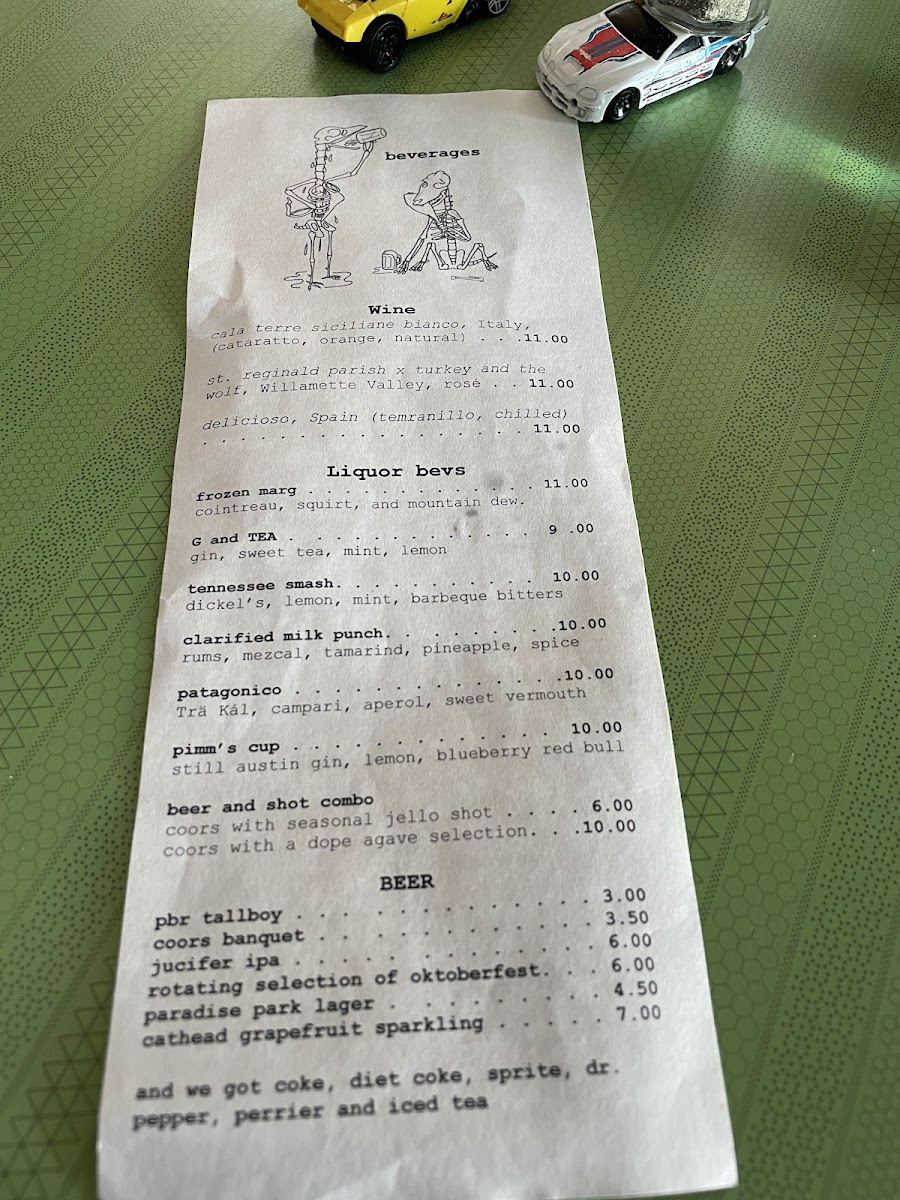 beverages
Wine
cala terre siciliane bianco, Italy,
(cataratto, orange, natural) . . .11.00
st. reginald parish x turkey and the
wolf, Willamette Valley, rosé . . 11.00
delicioso, Spain (temranillo, chilled)
. . . . . . . . . . . . . . . 11.00
Liquor bevs
frozen marg . . . . . . . . . . . 11.00
cointreau, squirt, and mountain dew.
G and TEA . . . . . . . . . . . . 9 .00
gin, sweet tea, mint, lemon
tennessee smash. . . . . . . . . . 10.00
dickel's, lemon, mint, barbeque bitters
clarified milk punch. . . . . . . .10.00
rums, mezcal, tamarind, pineapple, spice
patagonico . . . . . . . . . . . .10.00
Trä Kál, campari, aperol, sweet vermouth
pimm's cup . . . . . . . . . . . 10.00
still austin gin, lemon, blueberry red bull
beer and shot combo
coors with seasonal jello shot . . . . 6.00
coors with a dope agave selection. . .10.00
BEER
pbr tallboy . . . . . . . . . . . . 3.00
coors banquet . . . . . . . . . . . 3.50
jucifer ipa . . . . . . . . . . . . 6.00
rotating selection of oktoberfest. . . 6.00
paradise park lager . . . . . . . . . 4.50
cathead grapefruit sparkling . . . . . 7.00
and we got coke, diet coke, sprite, dr.
pepper, perrier and iced tea